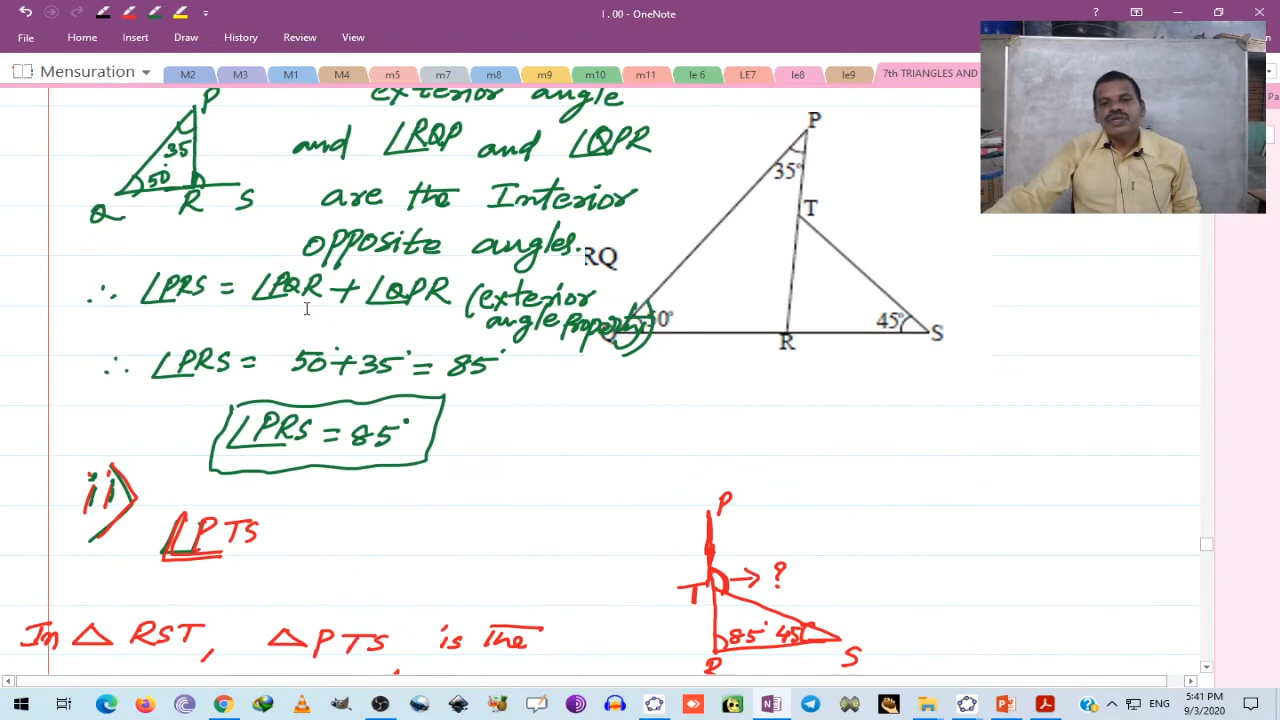 1.00 - OneNote
File Home Insert Draw History Review View
Mensuration M2 M3 M1 M4 m5 m7 m8 m9 m10 m11 le 6 LE7 le8 le9 7th TRIANGLES AND
Pa
exterior angle
and ∠RQP and ∠QPR
are the Interior
opposite angles.
∴ ∠PRS = ∠PQR + ∠QPR (exterior
angle property)
∴ ∠PRS = 50° + 35° = 85°
∠PRS = 85°
P
35
50°
Q R S
P
35°
T
RQ
50°
45°
R S
ii)
∠PTS
P
T → ?
85° 45°
R S
In △ RST, △ PTS is the
ENG
5:41 PM
9/3/2020